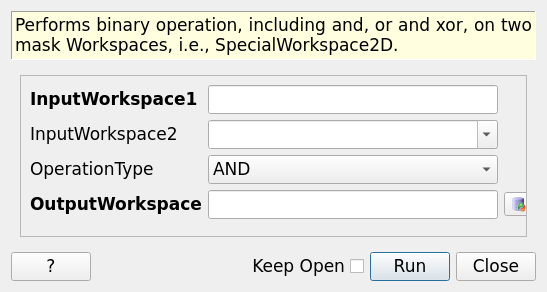 Performs binary operation, including and, or and xor, on two
mask Workspaces, i.e., SpecialWorkspace2D.
InputWorkspace1
InputWorkspace2
OperationType AND
OutputWorkspace
? Keep Open Run Close